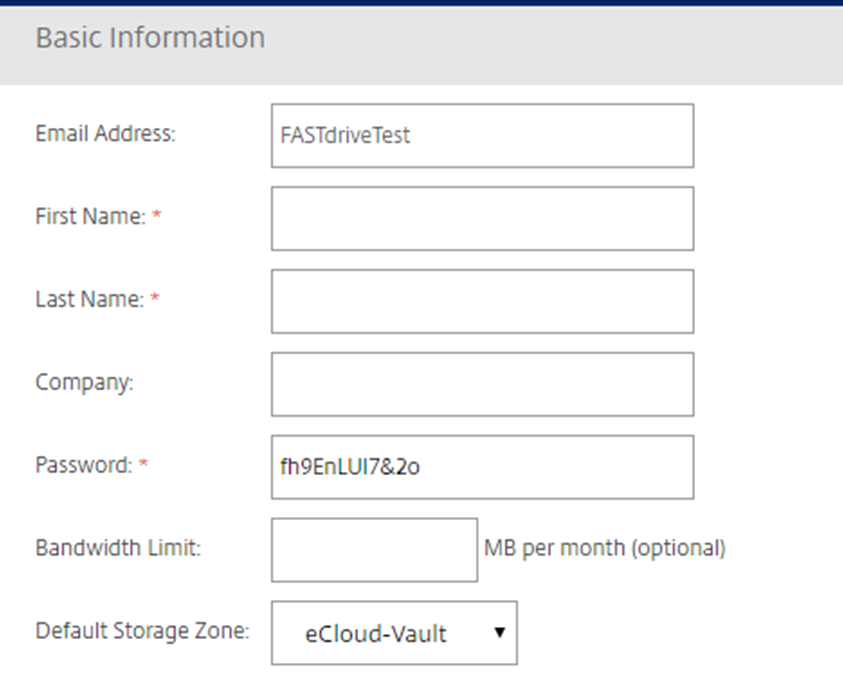 Basic Information
Email Address: FASTdriveTest
First Name: *
Last Name: *
Company:
Password: * fh9EnLUI7&2o
Bandwidth Limit: MB per month (optional)
Default Storage Zone: eCloud-Vault ▼